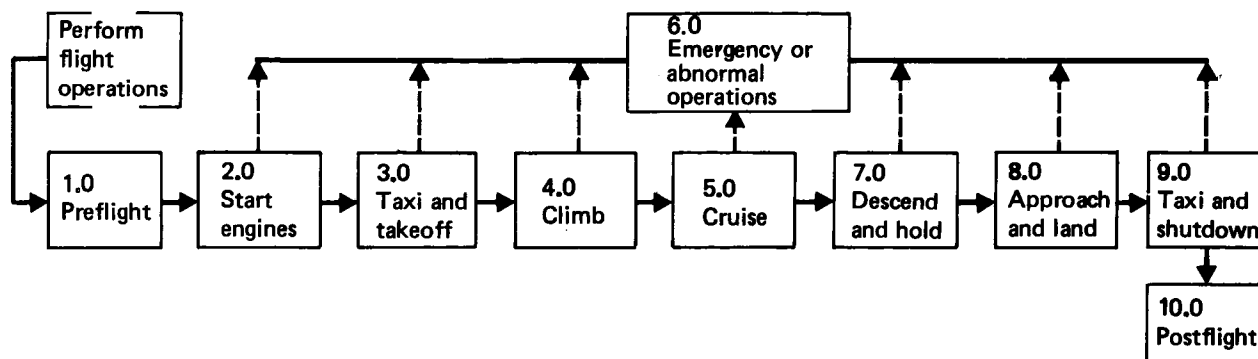 Perform
flight
operations
6.0
Emergency or
abnormal
operations
1.0
Preflight
2.0
Start
engines
3.0
Taxi and
takeoff
4.0
Climb
5.0
Cruise
7.0
Descend
and hold
8.0
Approach
and land
9.0
Taxi and
shutdown
10.0
Postflight